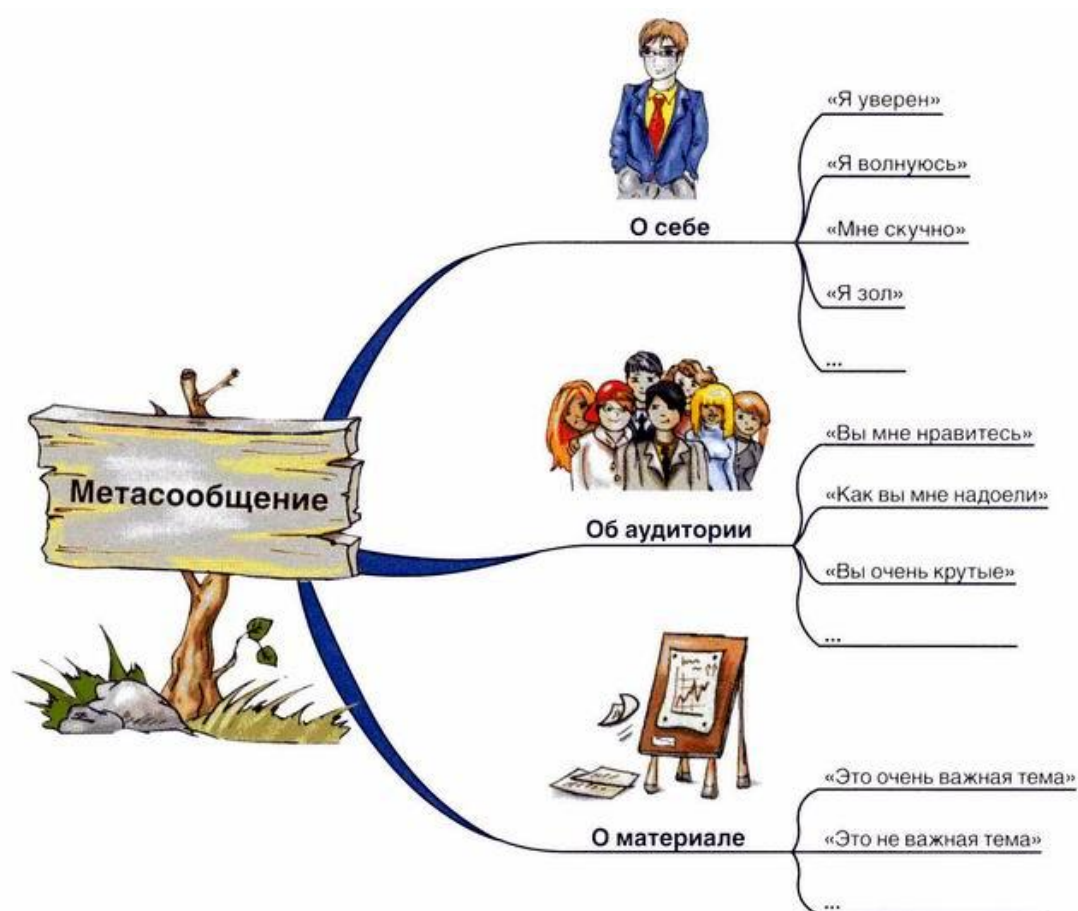 Метасообщение
О себе
«Я уверен»
«Я волнуюсь»
«Мне скучно»
«Я зол»
...
Об аудитории
«Вы мне нравитесь»
«Как вы мне надоели»
«Вы очень крутые»
...
О материале
«Это очень важная тема»
«Это не важная тема»
...